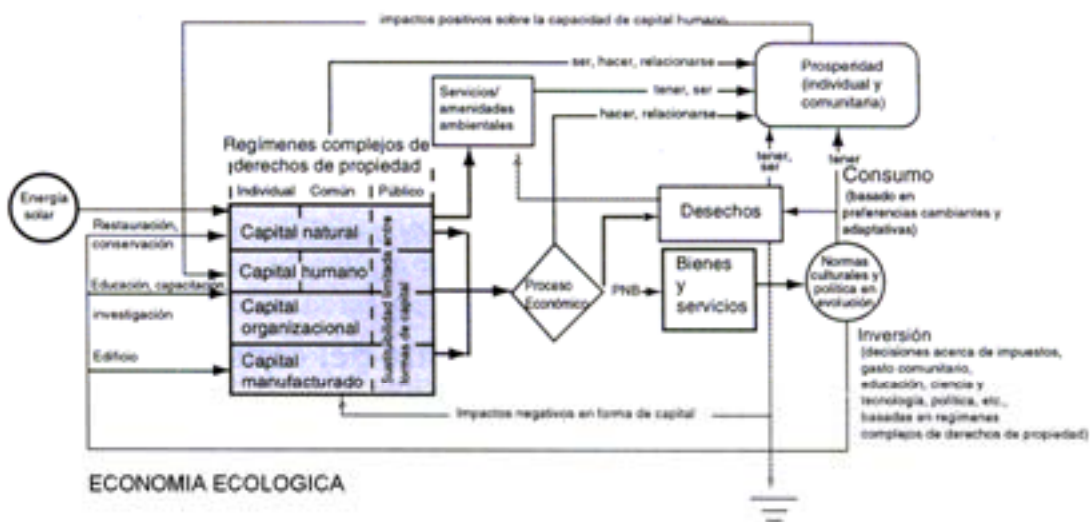 impactos positivos sobre la capacidad de capital humano
ser, hacer, relacionarse
Prosperidad
(individual y
comunitaria)
Servicios/
amenidades
ambientales
tener, ser
hacer, relacionarse
Regímenes complejos de
derechos de propiedad
Individual Común Público
tener,
ser
tener
Consumo
(basado en
preferencias cambiantes y
adaptativas)
Energía
solar
Restauración,
conservación
Capital natural
Desechos
Capital humano
Educación, capacitación
investigación
Capital
organizacional
Sustibilidad limitada entre
formas de capital
Proceso
Económico
PNB
Bienes
y
servicios
Normas
culturales y
política en
evolución
Edificio
Capital
manufacturado
Inversión
(decisiones acerca de impuestos,
gasto comunitario,
educación, ciencia y
tecnología, política, etc.,
basadas en regímenes
complejos de derechos de propiedad)
Impactos negativos en forma de capital
ECONOMIA ECOLOGICA